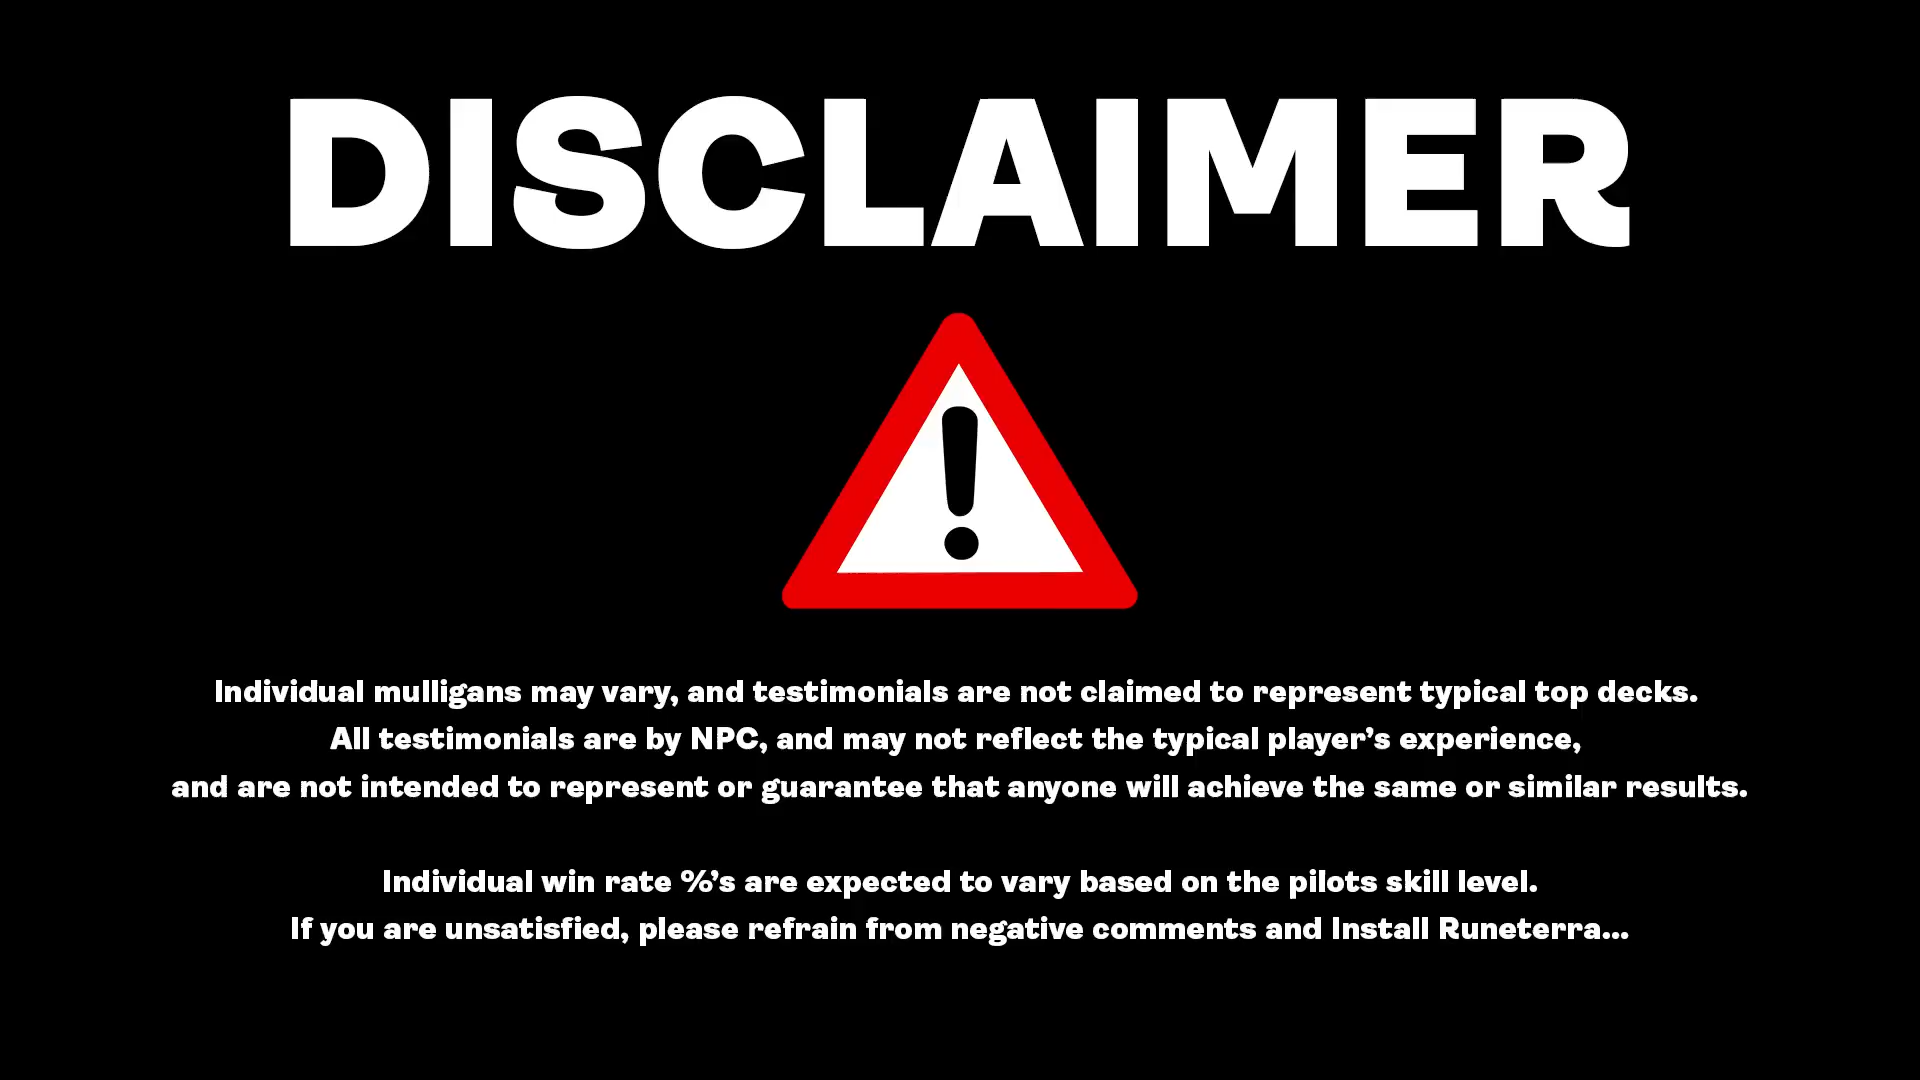 DISCLAIMER
Individual mulligans may vary, and testimonials are not claimed to represent typical top decks.
All testimonials are by NPC, and may not reflect the typical player’s experience,
and are not intended to represent or guarantee that anyone will achieve the same or similar results.
Individual win rate %’s are expected to vary based on the pilots skill level.
If you are unsatisfied, please refrain from negative comments and Install Runeterra...